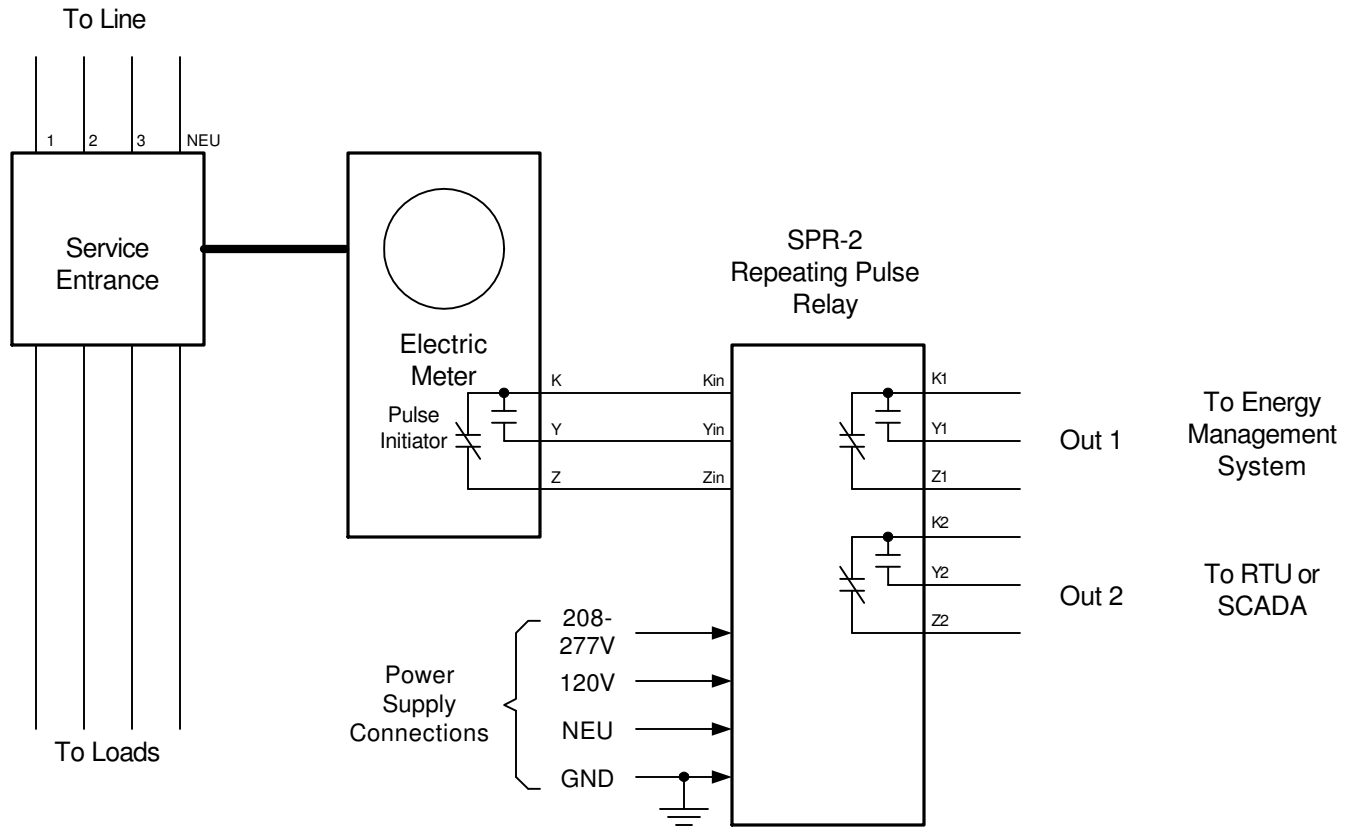 To Line
1
2
3
NEU
Service
Entrance
To Loads
Electric
Meter
Pulse
Initiator
K
Y
Z
SPR-2
Repeating Pulse
Relay
Kin
Yin
Zin
K1
Y1
Z1
Out 1
To Energy
Management
System
K2
Y2
Z2
Out 2
To RTU or
SCADA
Power
Supply
Connections
208-
277V
120V
NEU
GND